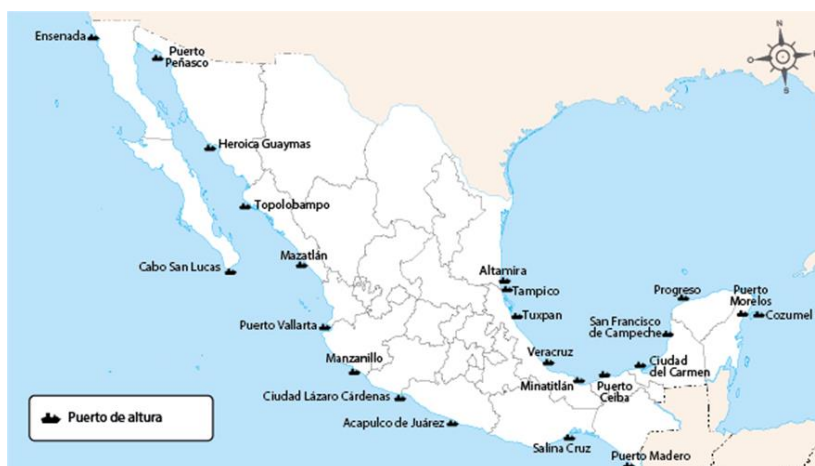 Ensenada
Puerto
Peñasco
Heroica Guaymas
Topolobampo
Mazatlán
Cabo San Lucas
Puerto Vallarta
Manzanillo
Ciudad Lázaro Cárdenas
Acapulco de Juárez
Salina Cruz
Puerto Madero
Altamira
Tampico
Tuxpan
Veracruz
Minatitlán
Puerto
Ceiba
Ciudad
del Carmen
San Francisco
de Campeche
Progreso
Puerto
Morelos
Cozumel
N
S
Puerto de altura